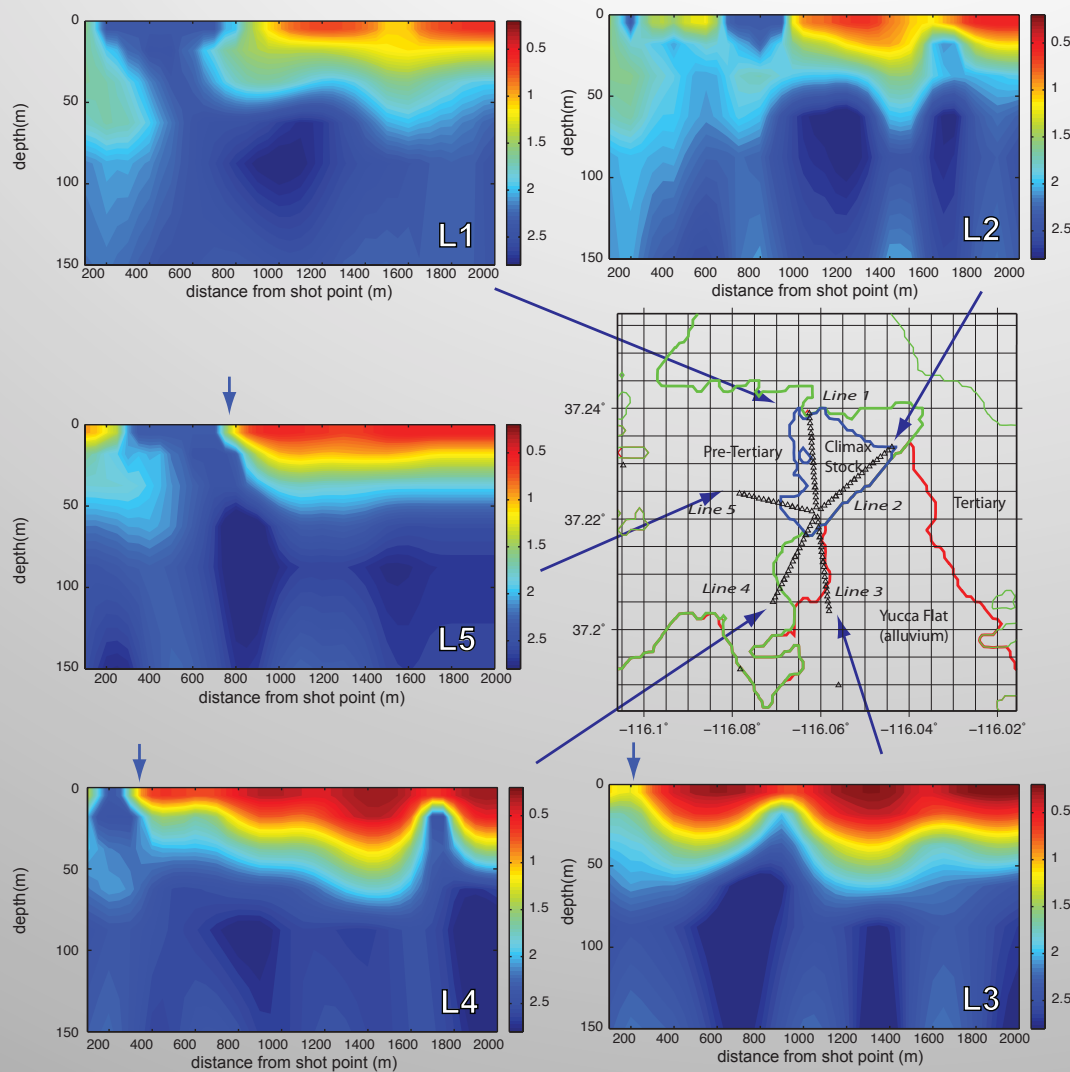 0
50
100
150
depth(m)
200 400 600 800 1000 1200 1400 1600 1800 2000
distance from shot point (m)
L1
0.5
1
1.5
2
2.5
0
50
100
150
depth(m)
200 400 600 800 1000 1200 1400 1600 1800 2000
distance from shot point (m)
L2
0.5
1
1.5
2
2.5
0
50
100
150
depth(m)
200 400 600 800 1000 1200 1400 1600 1800 2000
distance from shot point (m)
L5
0.5
1
1.5
2
2.5
37.24°
37.22°
37.2°
−116.1° −116.08° −116.06° −116.04° −116.02°
Line 1
Pre-Tertiary
Climax
Stock
Line 5
Line 2
Tertiary
Line 4
Line 3
Yucca Flat
(alluvium)
0
50
100
150
depth(m)
200 400 600 800 1000 1200 1400 1600 1800 2000
distance from shot point (m)
L4
0.5
1
1.5
2
2.5
0
50
100
150
depth(m)
200 400 600 800 1000 1200 1400 1600 1800 2000
distance from shot point (m)
L3
0.5
1
1.5
2
2.5